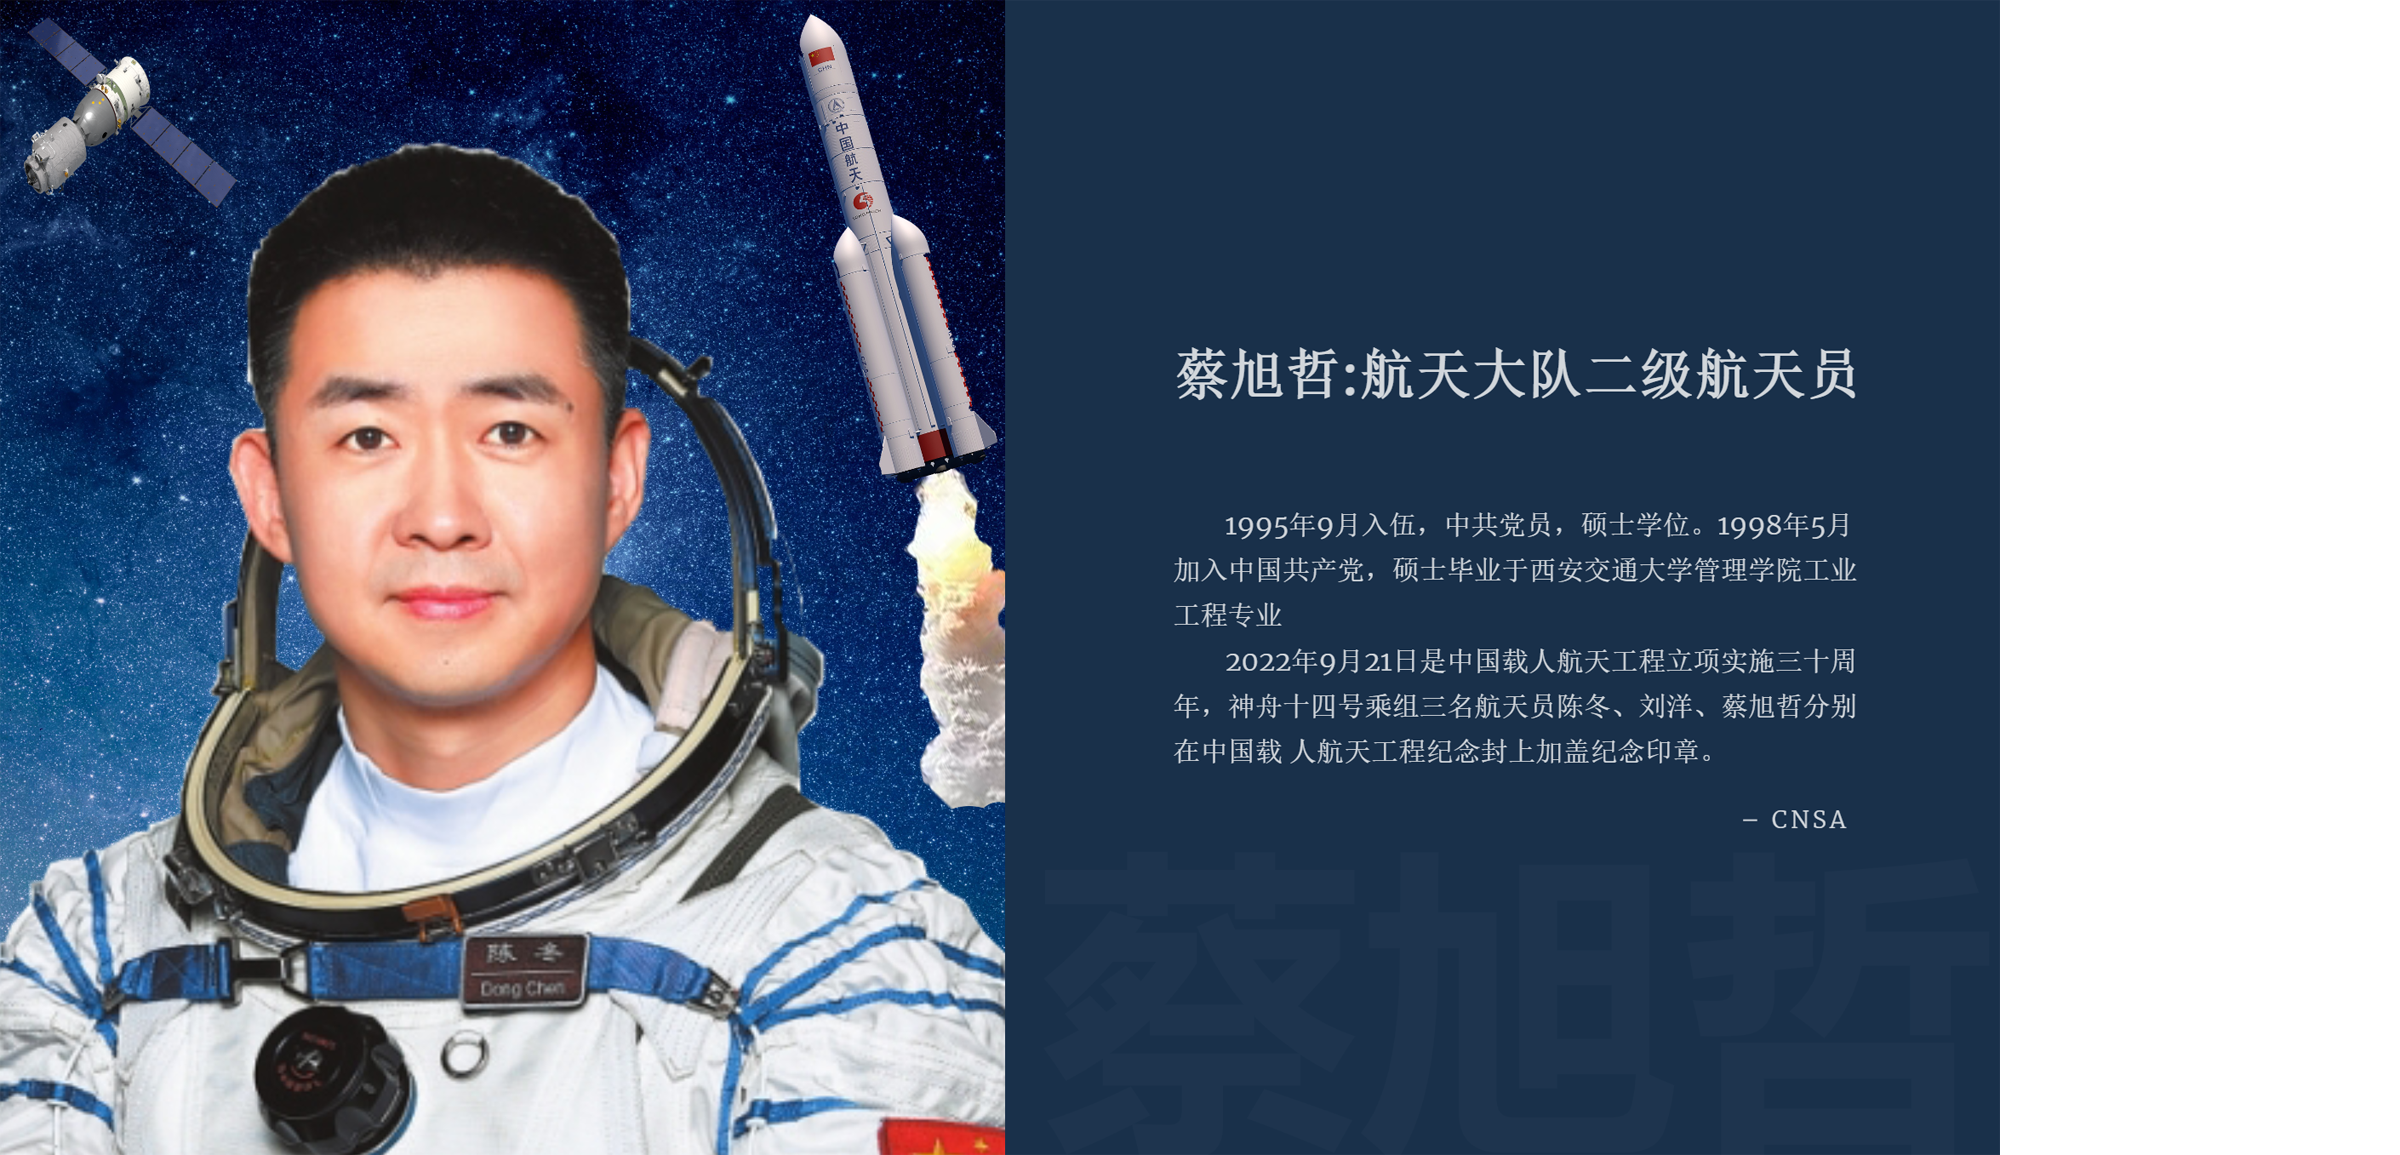 CHN
中国航天
陈 冬
Dong Chen
蔡旭哲:航天大队二级航天员
1995年9月入伍，中共党员，硕士学位。1998年5月
加入中国共产党，硕士毕业于西安交通大学管理学院工业
工程专业
2022年9月21日是中国载人航天工程立项实施三十周
年，神舟十四号乘组三名航天员陈冬、刘洋、蔡旭哲分别
在中国载 人航天工程纪念封上加盖纪念印章。
– CNSA
蔡旭哲